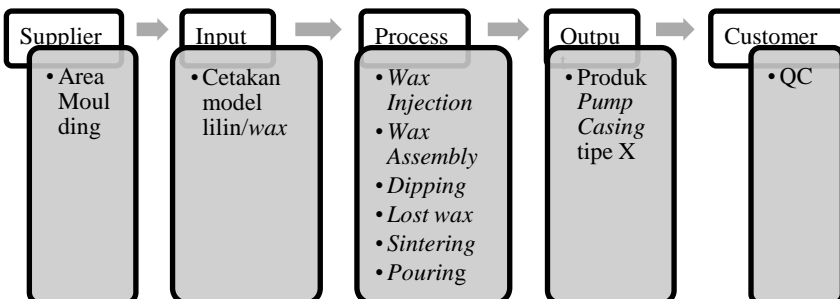 Supplier
• Area
Moul
ding
Input
• Cetakan
model
lilin/wax
Process
• Wax
Injection
• Wax
Assembly
• Dipping
• Lost wax
• Sintering
• Pouring
Outpu
t
• Produk
Pump
Casing
tipe X
Customer
• QC